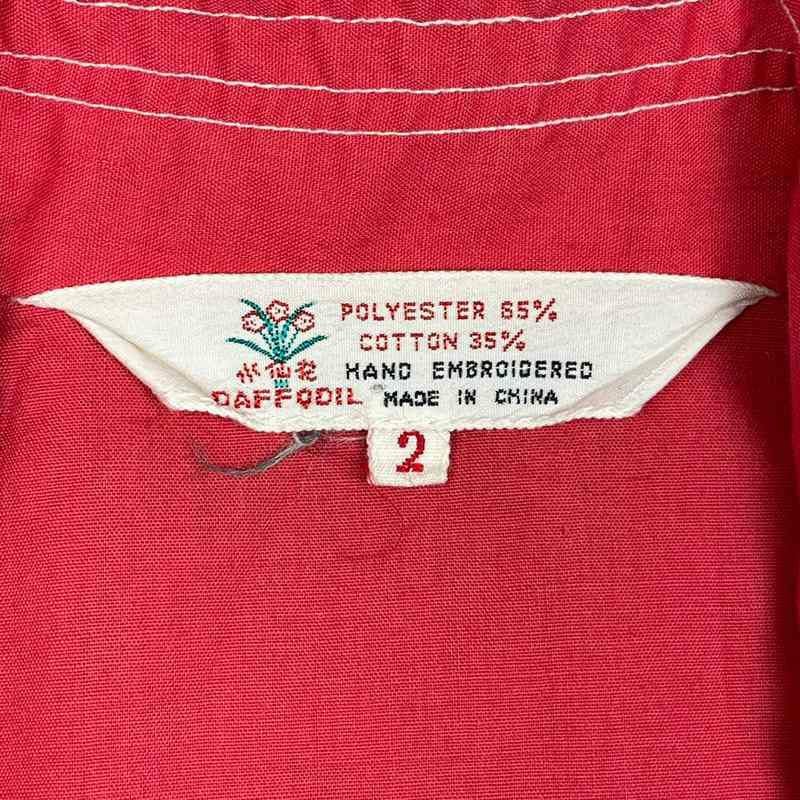 POLYESTER 65%
COTTON 35%
水仙花 HAND EMBROIDERED
DAFFODIL MADE IN CHINA
2